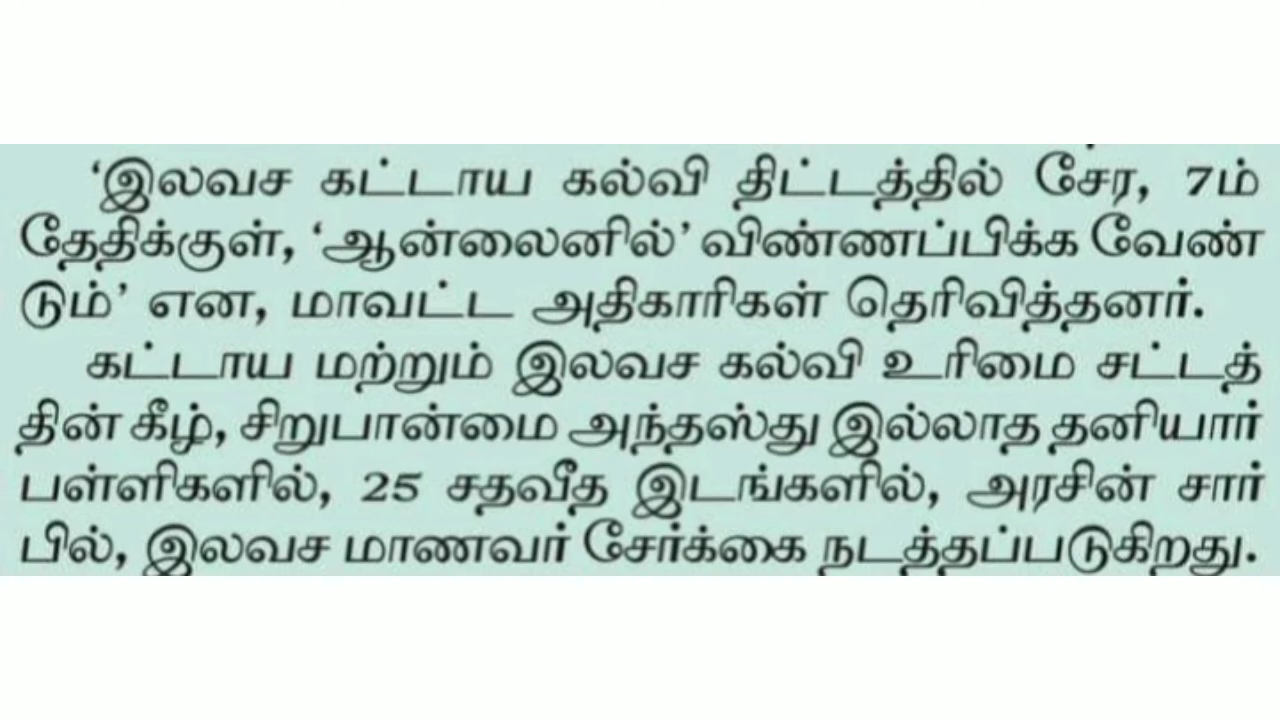 ‘இலவச கட்டாய கல்வி திட்டத்தில் சேர, 7ம்
தேதிக்குள், ‘ஆன்லைனில்’ விண்ணப்பிக்க வேண்
டும்’ என, மாவட்ட அதிகாரிகள் தெரிவித்தனர்.
கட்டாய மற்றும் இலவச கல்வி உரிமை சட்டத்
தின் கீழ், சிறுபான்மை அந்தஸ்து இல்லாத தனியார்
பள்ளிகளில், 25 சதவீத இடங்களில், அரசின் சார்
பில், இலவச மாணவர் சேர்க்கை நடத்தப்படுகிறது.